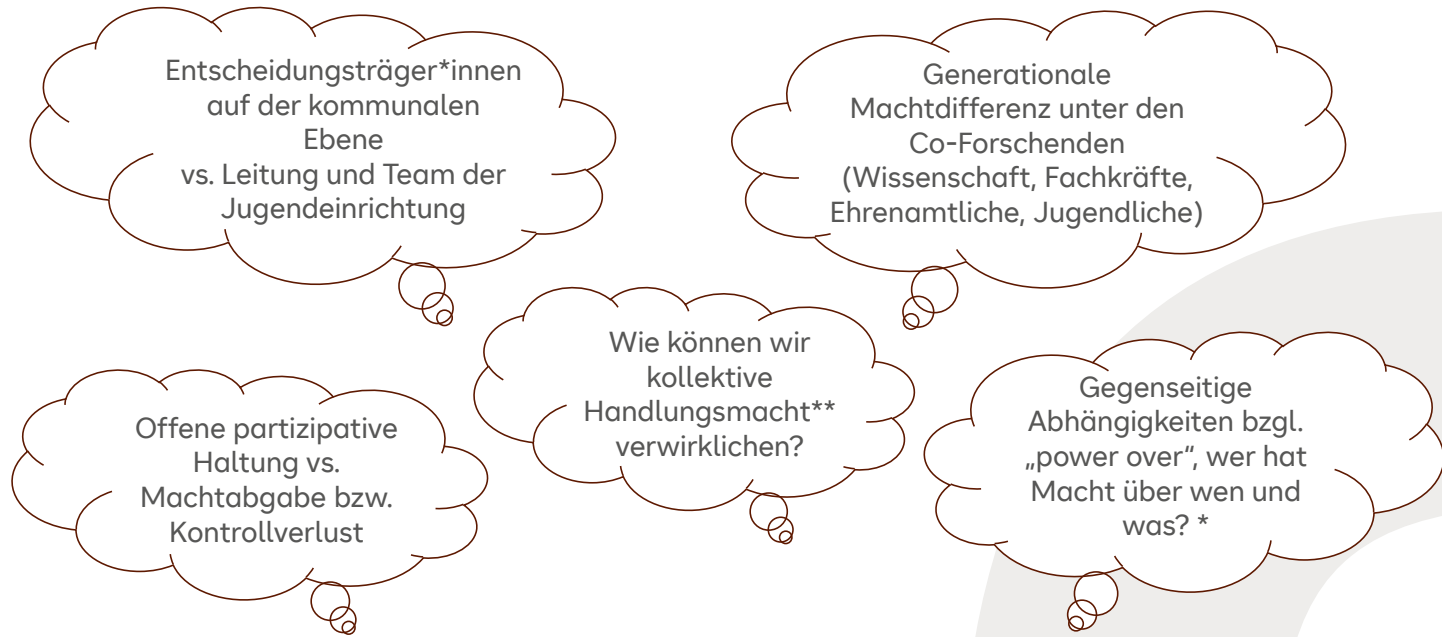 Entscheidungsträger*innen
auf der kommunalen
Ebene
vs. Leitung und Team der
Jugendeinrichtung
Generationale
Machtdifferenz unter den
Co-Forschenden
(Wissenschaft, Fachkräfte,
Ehrenamtliche, Jugendliche)
Wie können wir
kollektive
Handlungsmacht**
verwirklichen?
Offene partizipative
Haltung vs.
Machtabgabe bzw.
Kontrollverlust
Gegenseitige
Abhängigkeiten bzgl.
„power over“, wer hat
Macht über wen und
was? *